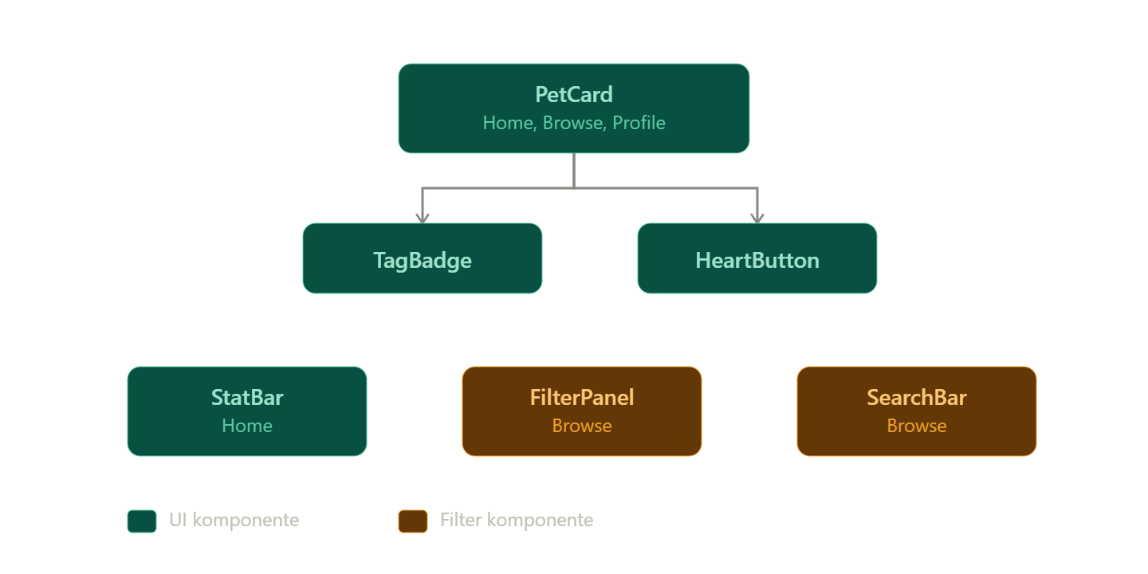 PetCard
Home, Browse, Profile
TagBadge
HeartButton
StatBar
Home
FilterPanel
Browse
SearchBar
Browse
UI komponente
Filter komponente